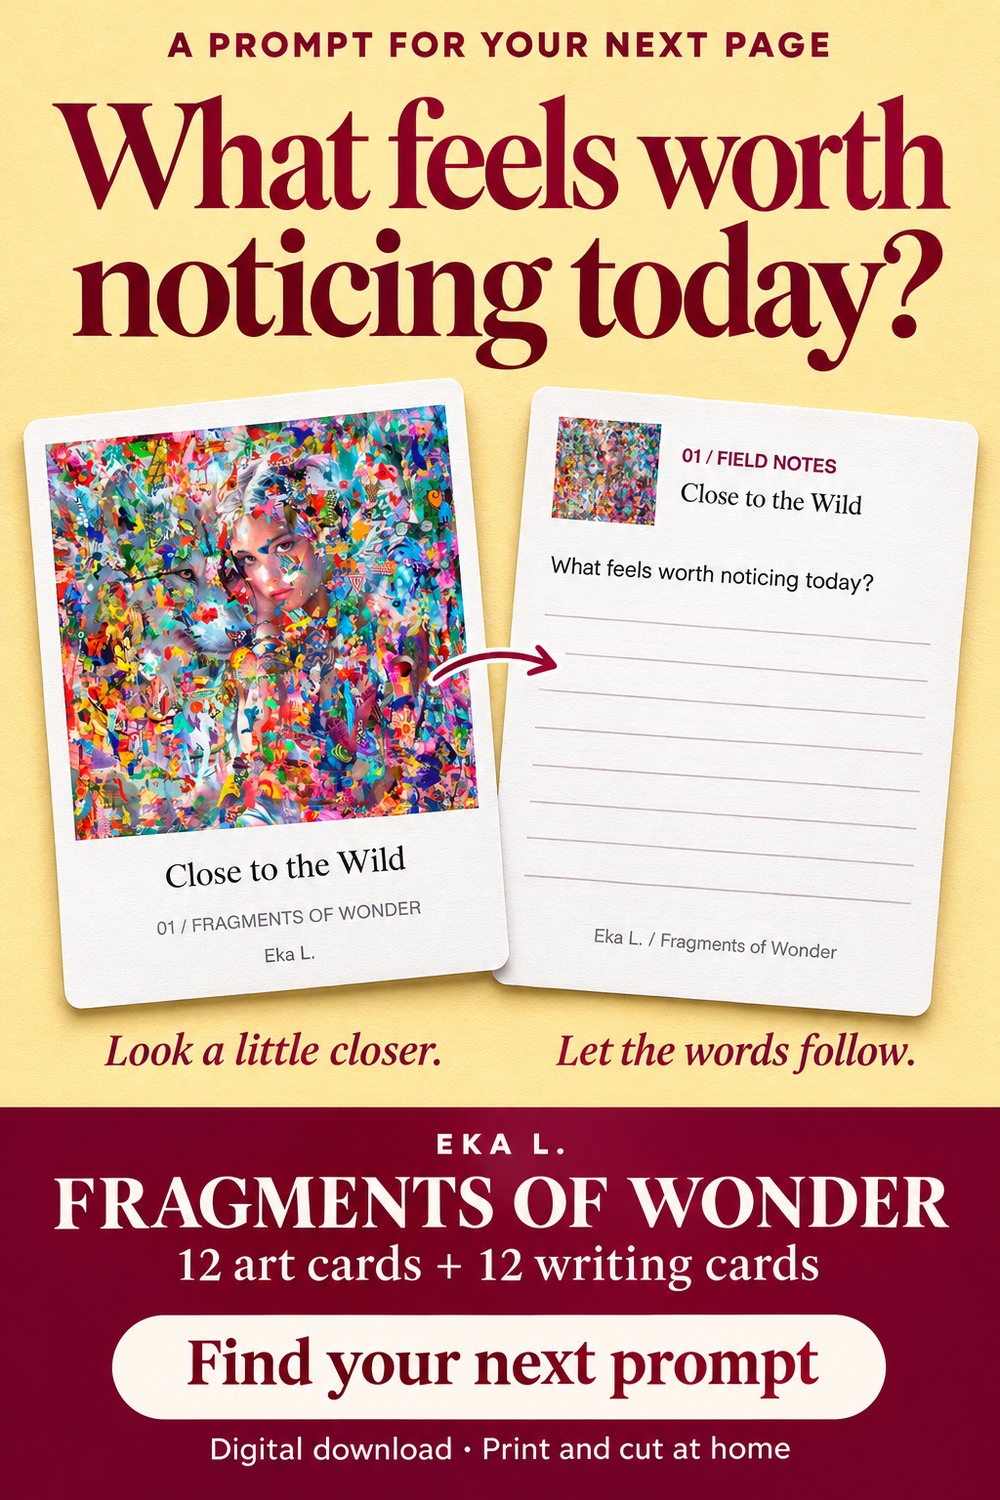 A PROMPT FOR YOUR NEXT PAGE
What feels worth
noticing today?
Close to the Wild
01 / FRAGMENTS OF WONDER
Eka L.
01 / FIELD NOTES
Close to the Wild
What feels worth noticing today?
Eka L. / Fragments of Wonder
Look a little closer.
Let the words follow.
EKA L.
FRAGMENTS OF WONDER
12 art cards + 12 writing cards
Find your next prompt
Digital download • Print and cut at home